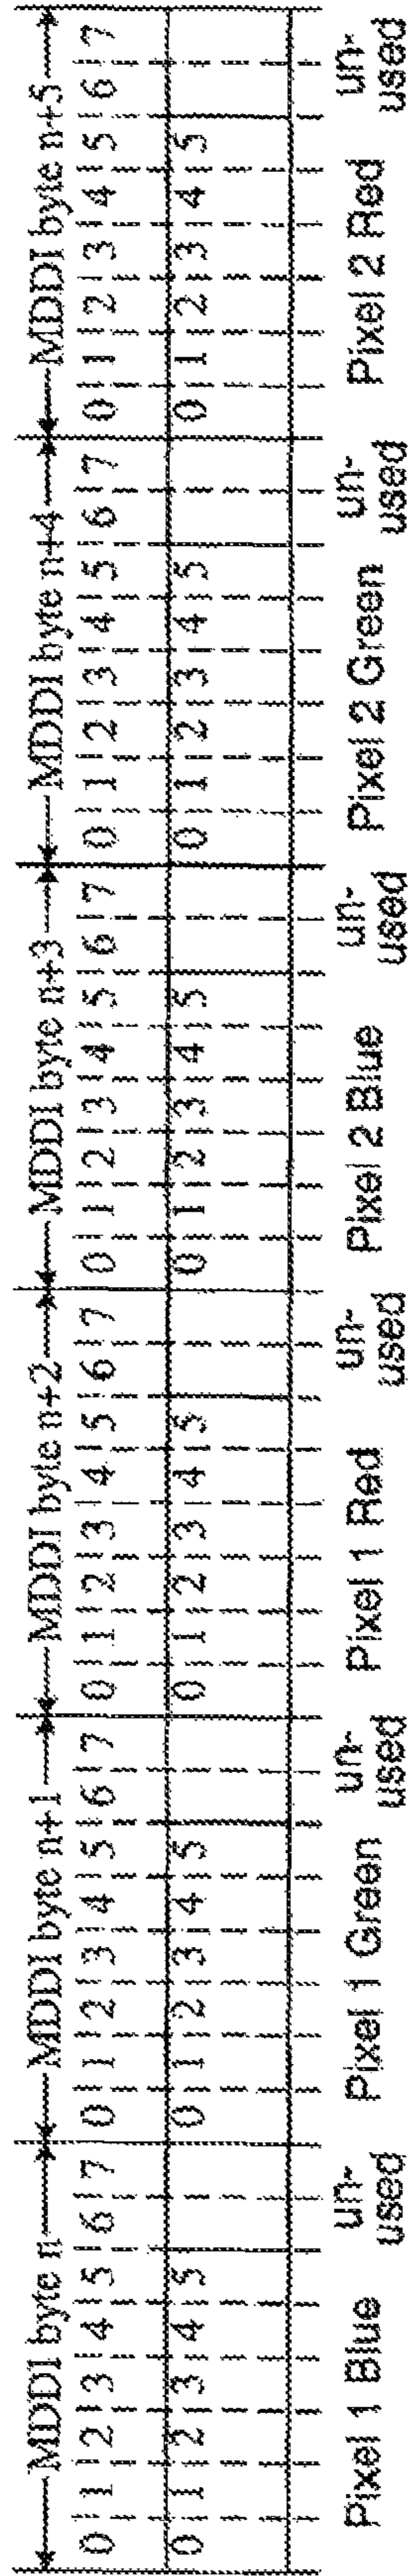 MDDI byte n MDDI byte n+1 MDDI byte n+2 MDDI byte n+3 MDDI byte n+4 MDDI byte n+5
0 1 2 3 4 5 6 7 0 1 2 3 4 5 6 7 0 1 2 3 4 5 6 7 0 1 2 3 4 5 6 7 0 1 2 3 4 5 6 7 0 1 2 3 4 5 6 7
0 1 2 3 4 5 0 1 2 3 4 5 0 1 2 3 4 5 0 1 2 3 4 5 0 1 2 3 4 5 0 1 2 3 4 5
Pixel 1 Blue un- Pixel 1 Green un- Pixel 1 Red un- Pixel 2 Blue un- Pixel 2 Green un- Pixel 2 Red un-
used used used used used used